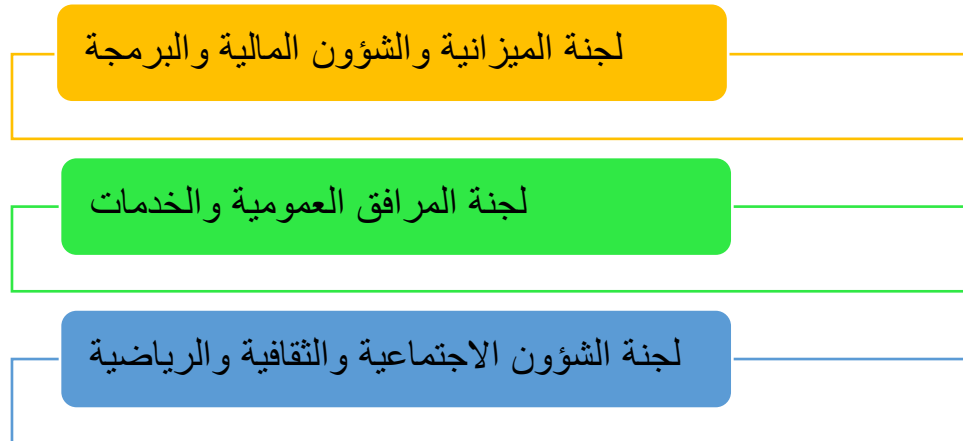 لجنة الميزانية والشؤون المالية والبرمجة
لجنة المرافق العمومية والخدمات
لجنة الشؤون الاجتماعية والثقافية والرياضية